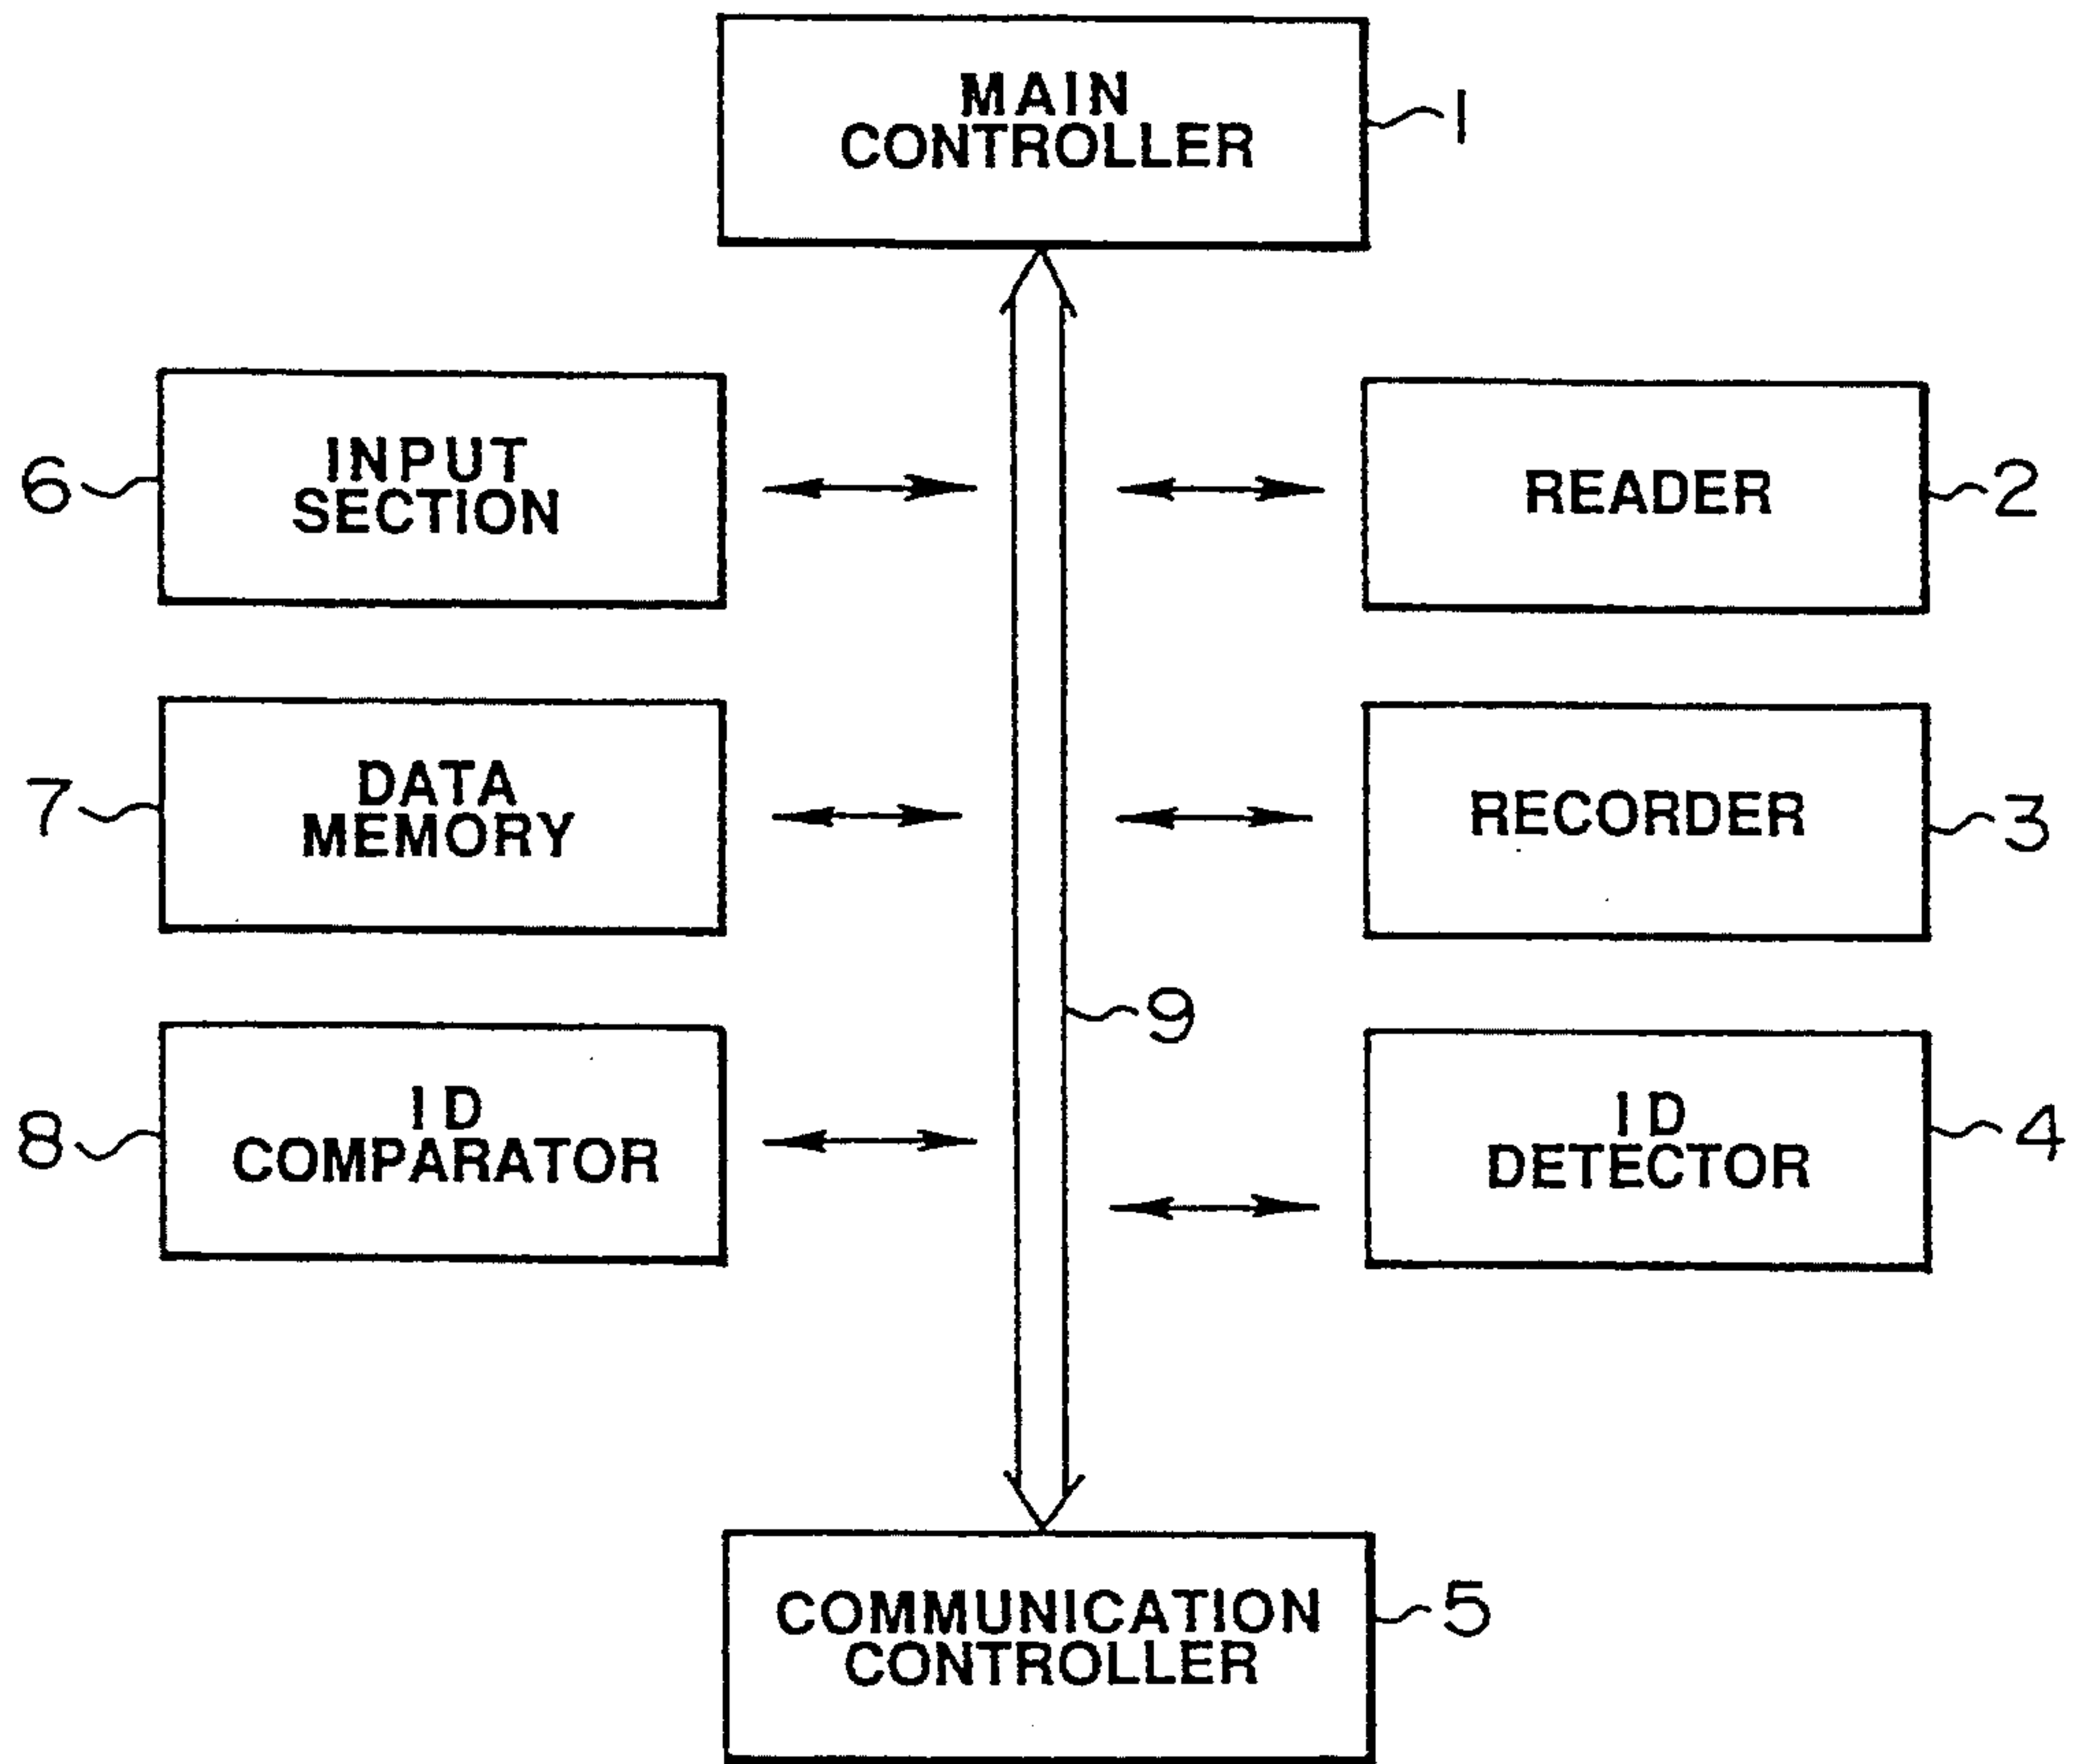 MAIN
CONTROLLER
1
INPUT
SECTION
6
READER
2
DATA
MEMORY
7
RECORDER
3
9
ID
COMPARATOR
8
ID
DETECTOR
4
COMMUNICATION
CONTROLLER
5